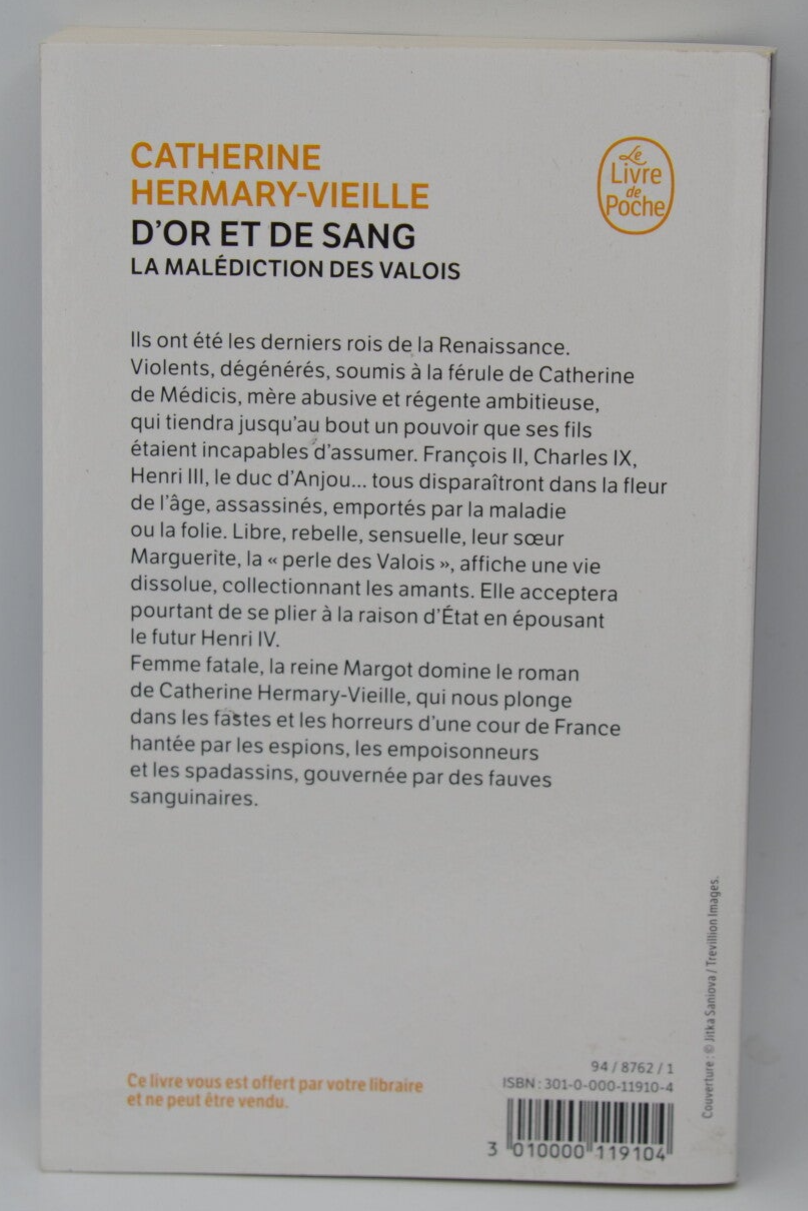 CATHERINE
HERMARY-VIEILLE
D'OR ET DE SANG
LA MALÉDICTION DES VALOIS
Le
Livre
de
Poche
Ils ont été les derniers rois de la Renaissance.
Violents, dégénérés, soumis à la férule de Catherine
de Médicis, mère abusive et régente ambitieuse,
qui tiendra jusqu'au bout un pouvoir que ses fils
étaient incapables d'assumer. François II, Charles IX,
Henri III, le duc d'Anjou... tous disparaîtront dans la fleur
de l'âge, assassinés, emportés par la maladie
ou la folie. Libre, rebelle, sensuelle, leur sœur
Marguerite, la « perle des Valois », affiche une vie
dissolue, collectionnant les amants. Elle acceptera
pourtant de se plier à la raison d'État en épousant
le futur Henri IV.
Femme fatale, la reine Margot domine le roman
de Catherine Hermary-Vieille, qui nous plonge
dans les fastes et les horreurs d'une cour de France
hantée par les espions, les empoisonneurs
et les spadassins, gouvernée par des fauves
sanguinaires.
Couverture : © Jitka Saniova / Trevillion Images.
Ce livre vous est offert par votre libraire
et ne peut être vendu.
94 / 8762 / 1
ISBN : 301-0-000-11910-4
3 010000 119104